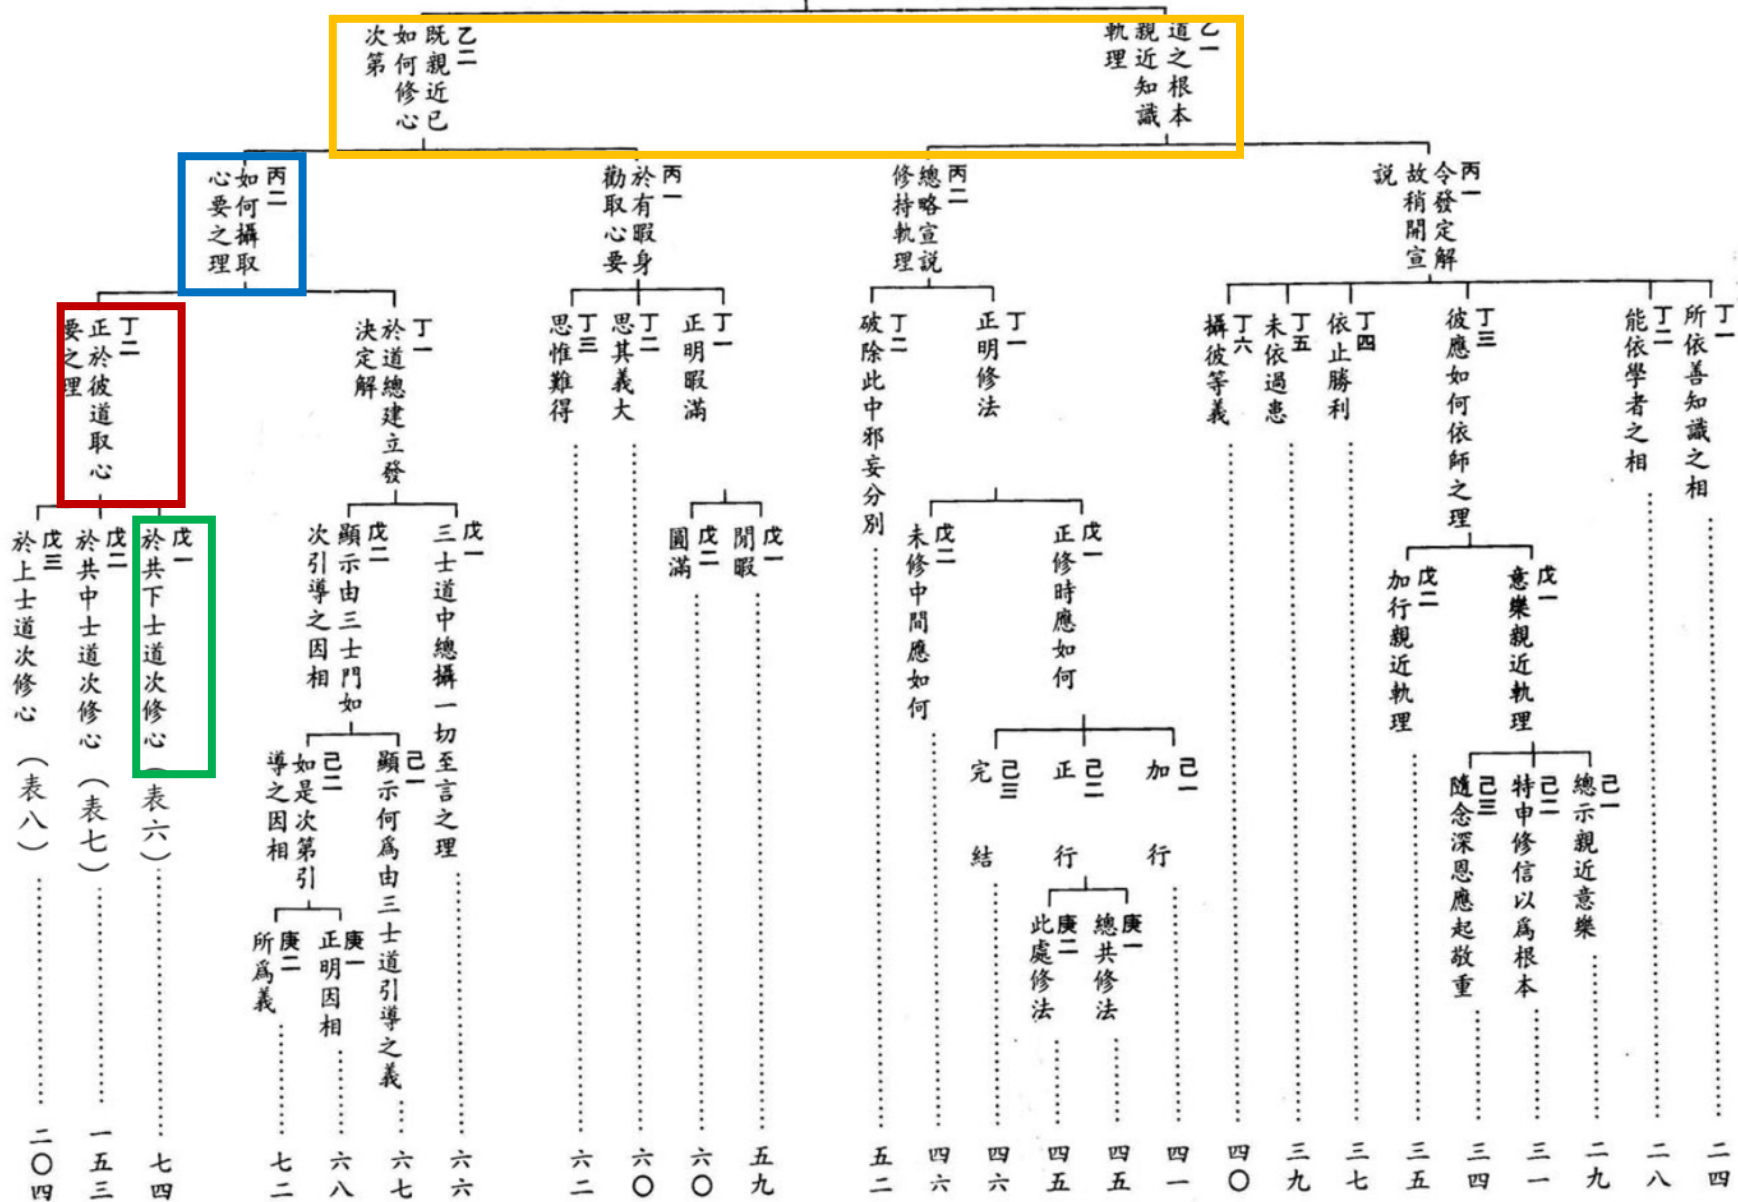 乙一
道之根本
親近知識
軌理
乙二
既親近已
如何修心
次第
丙一
令發定解
故稍開宣
説
丙二
總略宣説
修持軌理
丙一
於有暇身
勸取心要
丙二
如何攝取
心要之理
丁一
所依善知識之相
二四
丁二
能依學者之相
二八
丁三
彼應如何依師之理
丁四
依止勝利
三七
丁五
未依過患
三九
丁六
攝彼等義
四〇
丁一
正明修法
丁二
破除此中邪妄分別
五二
丁一
正明暇滿
丁二
思其義大
六〇
丁三
思惟難得
六二
丁一
於道總建立發
決定解
丁二
正於彼道取心
要之理
戊一
意樂親近軌理
戊二
加行親近軌理
三五
戊一
正修時應如何
戊二
未修中間應如何
四六
戊一
閒暇
五九
戊二
圓滿
六〇
戊一
三士道中總攝一切至言之理
六六
戊二
顯示由三士門如
次引導之因相
戊一
於共下士道次修心
（表六）
七四
戊二
於共中士道次修心（表七）
一五三
戊三
於上士道次修心（表八）
二〇四
己一
總示親近意樂
二九
己二
特申修信以爲根本
三一
己三
隨念深恩應起敬重
三四
己一
加行
四一
己二
正行
己三
完結
四六
己一
顯示何爲由三士道引導之義
六七
己二
如是次第引
導之因相
庚一
總共修法
四五
庚二
此處修法
四五
庚一
正明因相
六八
庚二
所爲義
七二